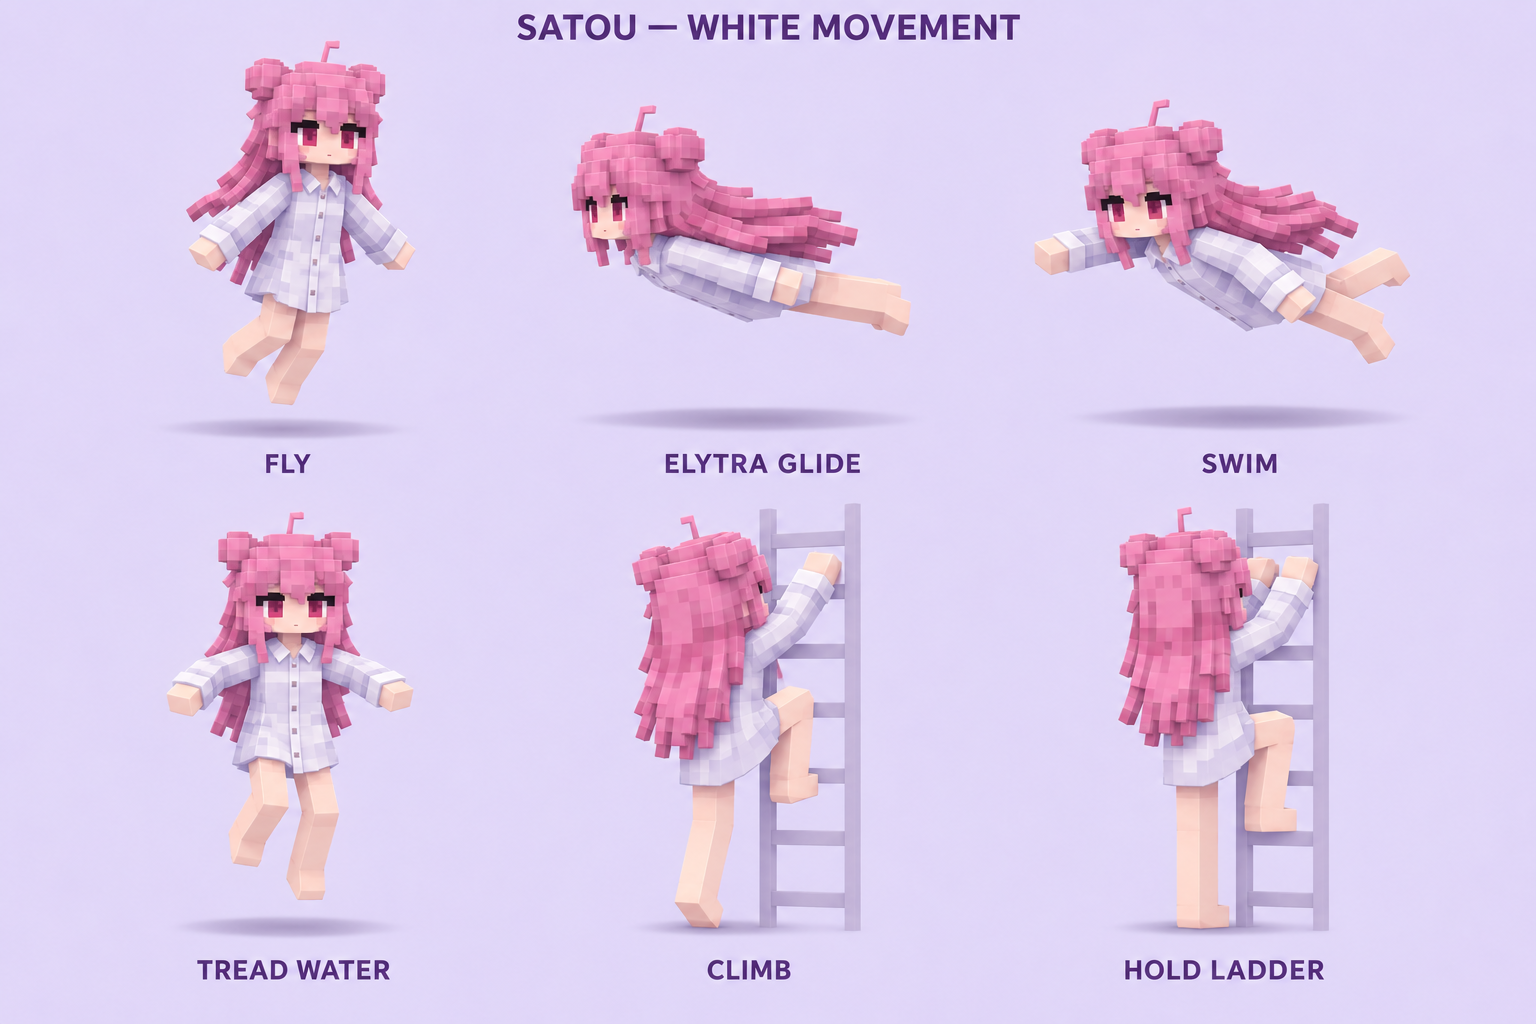 SATOU — WHITE MOVEMENT
FLY
ELYTRA GLIDE
SWIM
TREAD WATER
CLIMB
HOLD LADDER